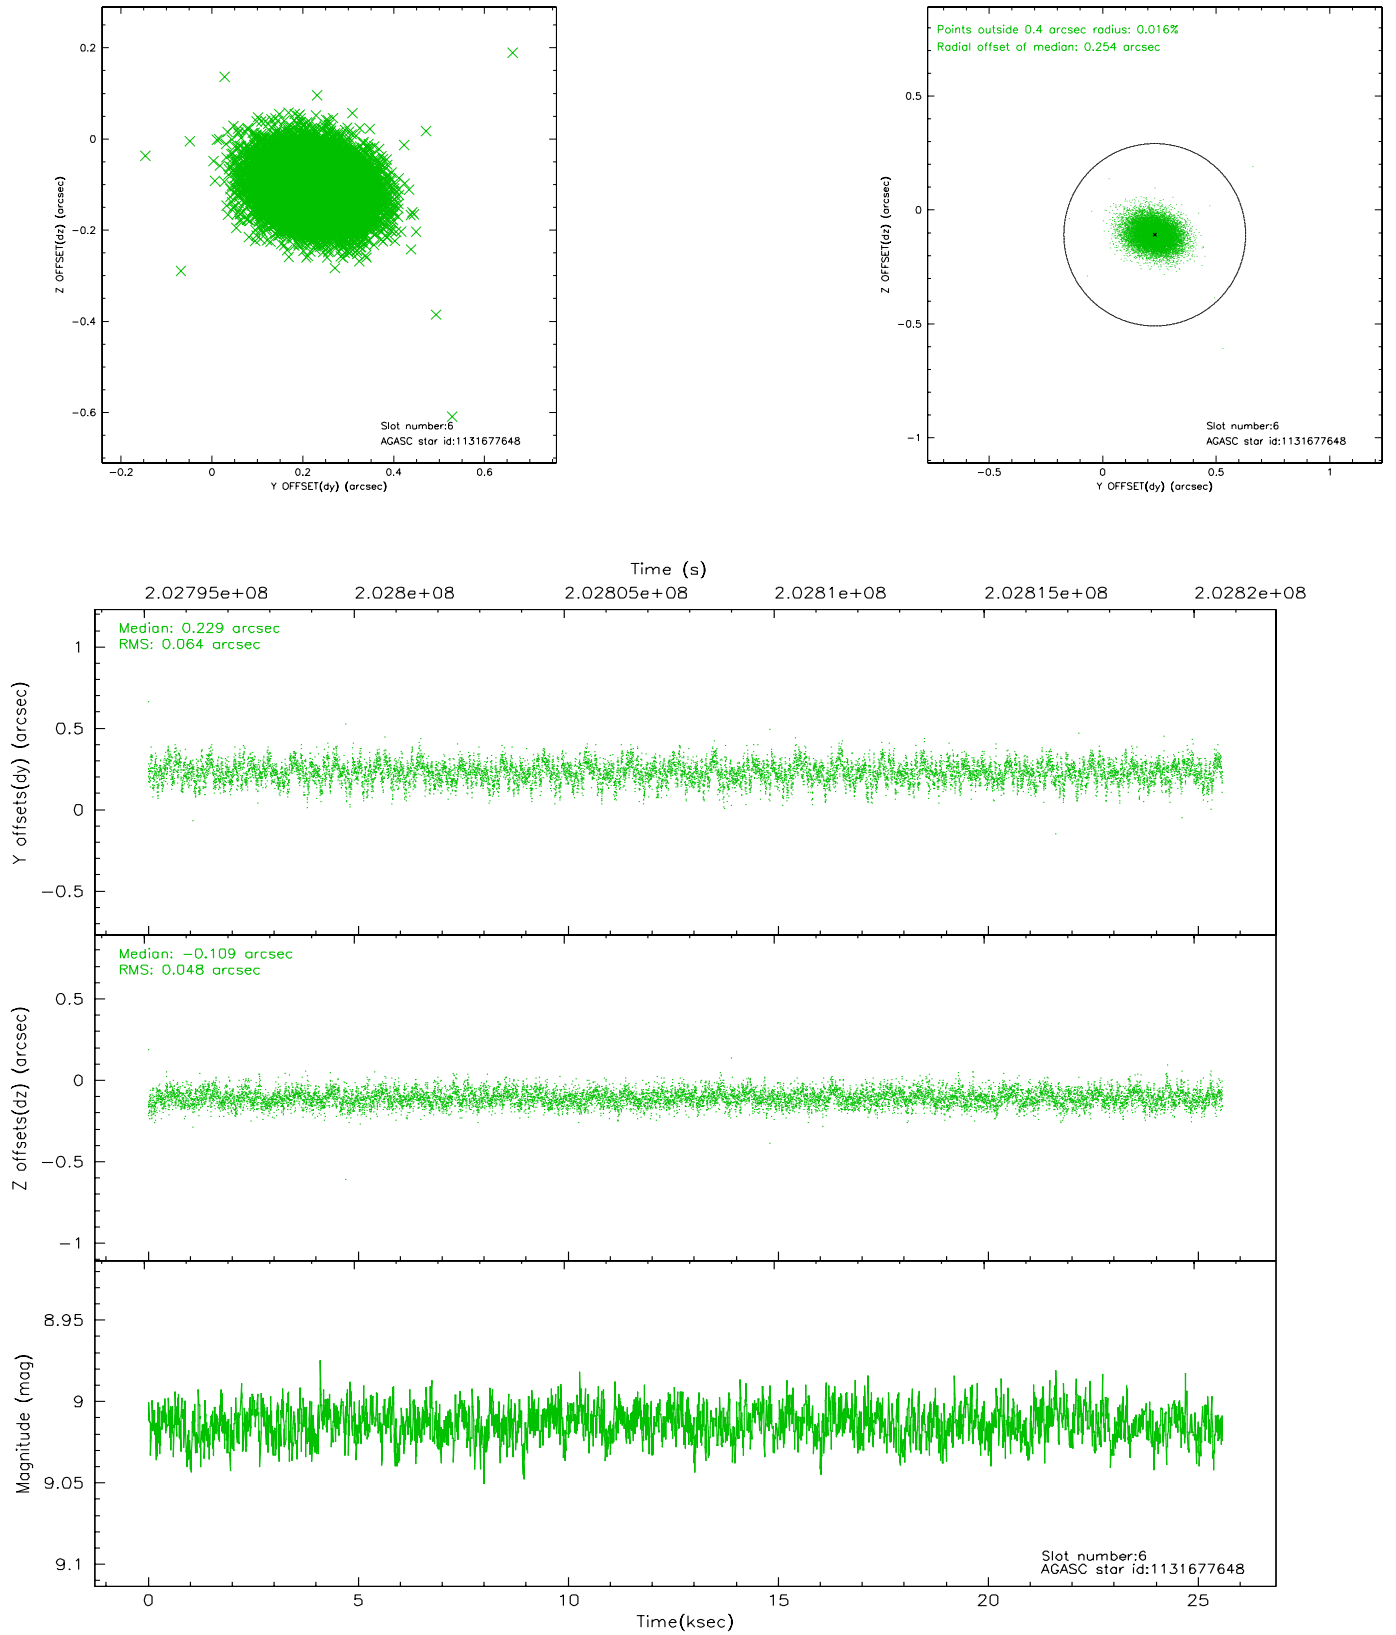 0.2
0
−0.2
−0.4
−0.6
Z OFFSET(dz) (arcsec)
Slot number:6
AGASC star id:1131677648
−0.2
0
0.2
0.4
0.6
Y OFFSET(dy) (arcsec)
Points outside 0.4 arcsec radius: 0.016%
Radial offset of median: 0.254 arcsec
0.5
0
−0.5
−1
Z OFFSET(dz) (arcsec)
Slot number:6
AGASC star id:1131677648
−0.5
0
0.5
1
Y OFFSET(dy) (arcsec)
Time (s)
2.02795e+08
2.028e+08
2.02805e+08
2.0281e+08
2.02815e+08
2.0282e+08
Median: 0.229 arcsec
RMS: 0.064 arcsec
1
0.5
0
−0.5
Y offsets(dy) (arcsec)
Median: −0.109 arcsec
RMS: 0.048 arcsec
0.5
0
−0.5
−1
Z offsets(dz) (arcsec)
8.95
9
9.05
9.1
Magnitude (mag)
Slot number:6
AGASC star id:1131677648
0
5
10
15
20
25
Time(ksec)